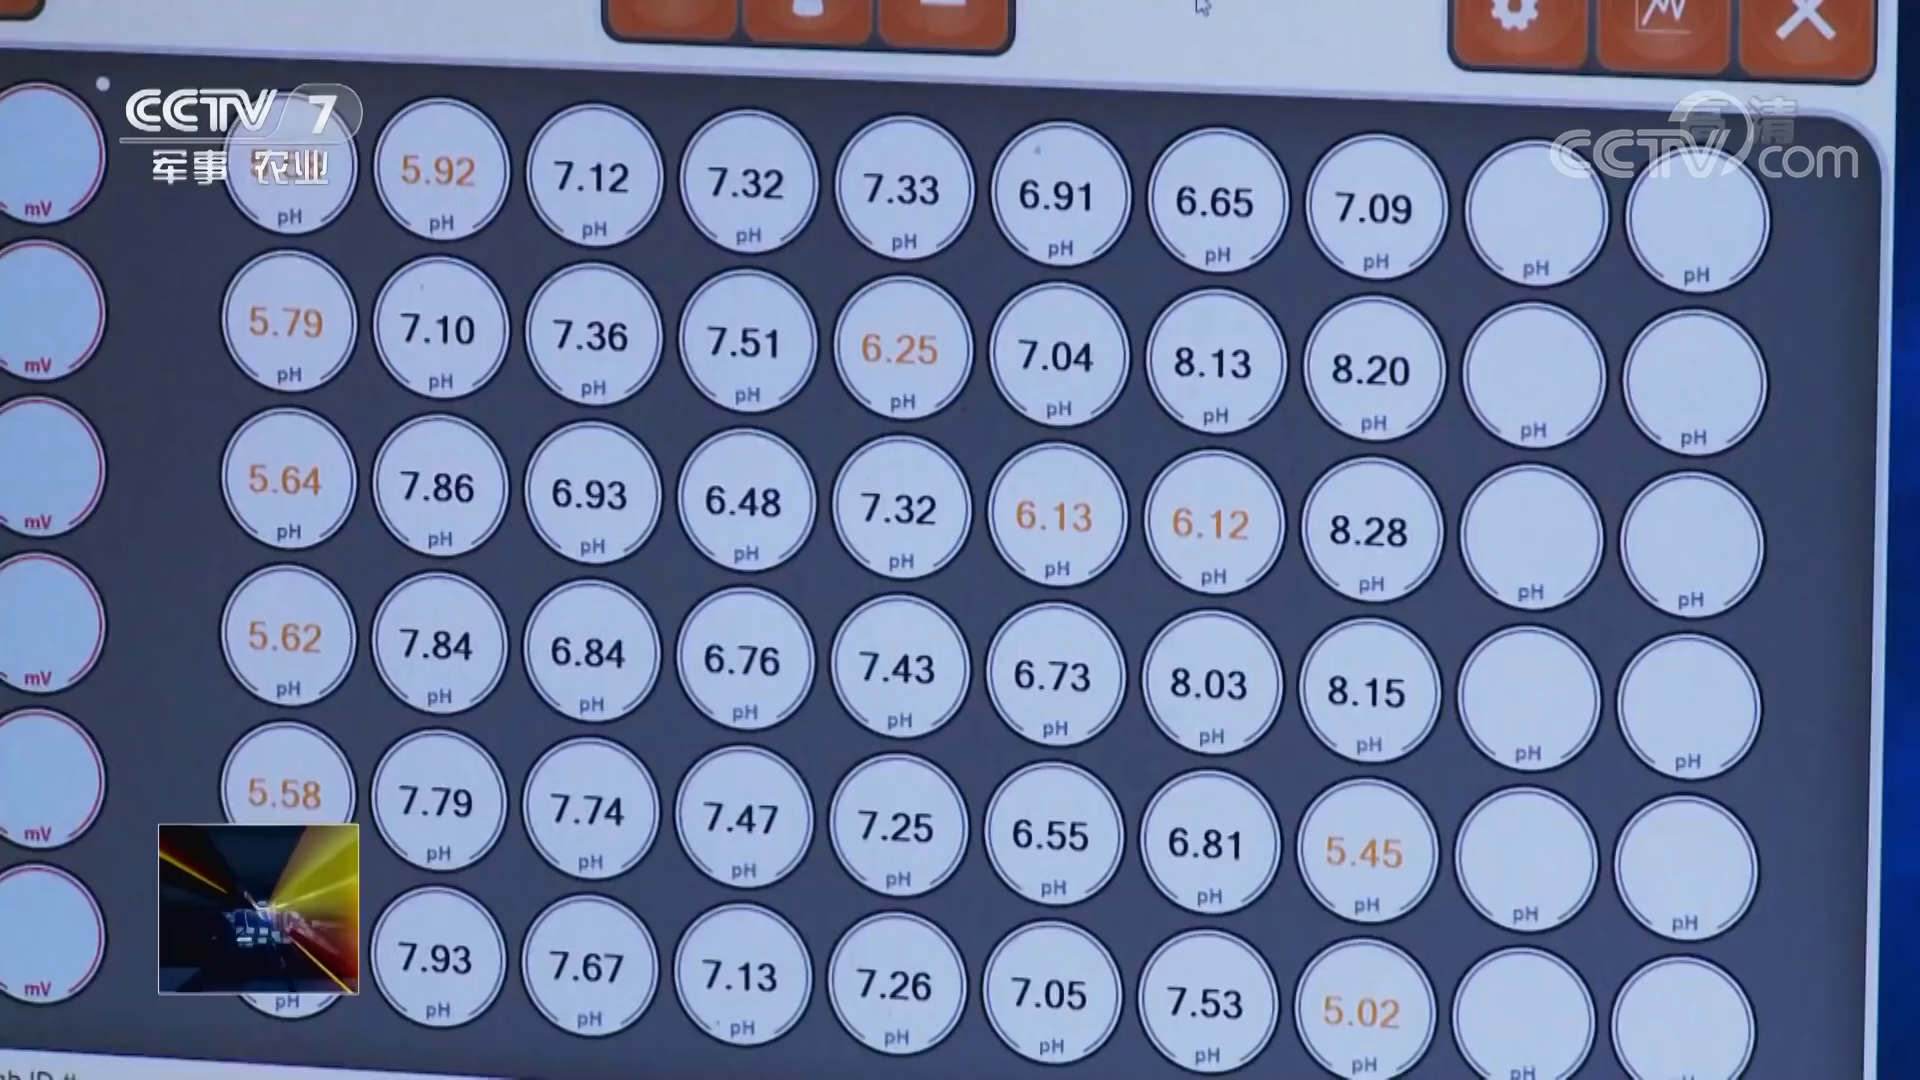 CCTV 7
军事 农业
高清
CCTV com
5.92 7.12 7.32 7.33 6.91 6.65 7.09
mV pH pH pH pH pH pH pH pH pH pH
5.79 7.10 7.36 7.51 6.25 7.04 8.13 8.20
mV pH pH pH pH pH pH pH pH pH pH
5.64 7.86 6.93 6.48 7.32 6.13 6.12 8.28
mV pH pH pH pH pH pH pH pH pH pH
5.62 7.84 6.84 6.76 7.43 6.73 8.03 8.15
mV pH pH pH pH pH pH pH pH pH pH
5.58 7.79 7.74 7.47 7.25 6.55 6.81 5.45
mV pH pH pH pH pH pH pH pH pH
7.93 7.67 7.13 7.26 7.05 7.53 5.02
mV pH pH pH pH pH pH pH pH pH